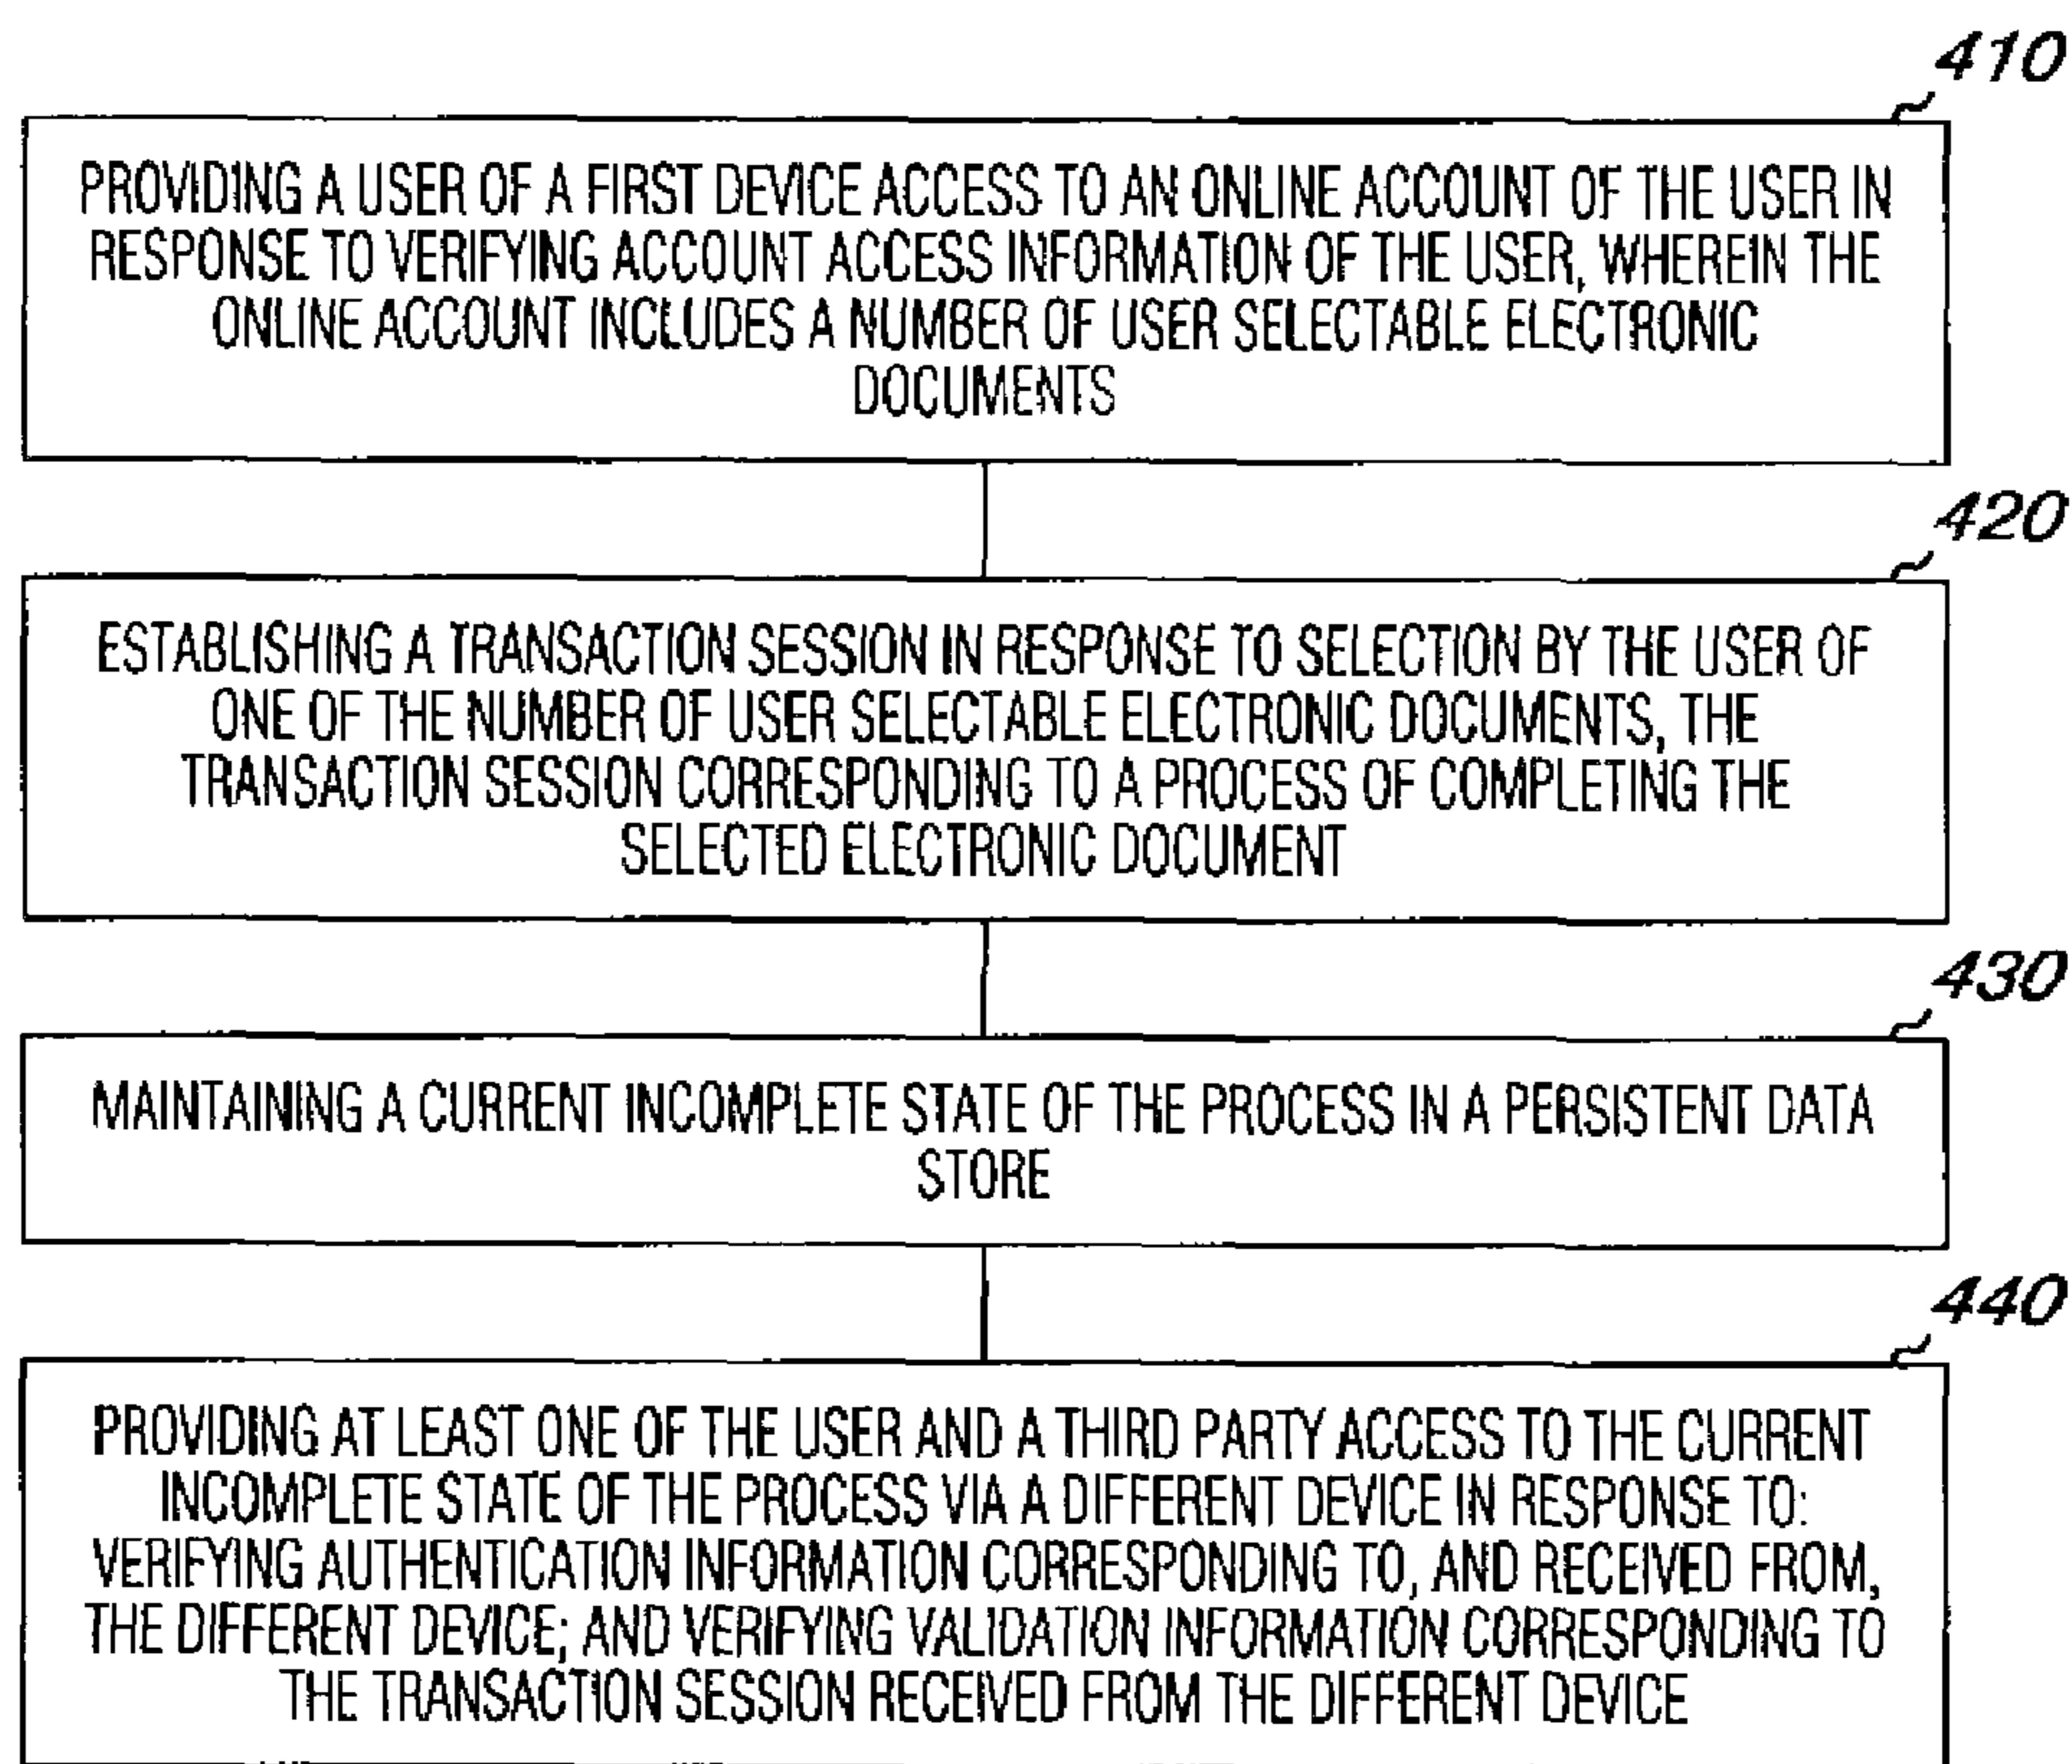 410
PROVIDING A USER OF A FIRST DEVICE ACCESS TO AN ONLINE ACCOUNT OF THE USER IN
RESPONSE TO VERIFYING ACCOUNT ACCESS INFORMATION OF THE USER, WHEREIN THE
ONLINE ACCOUNT INCLUDES A NUMBER OF USER SELECTABLE ELECTRONIC
DOCUMENTS
420
ESTABLISHING A TRANSACTION SESSION IN RESPONSE TO SELECTION BY THE USER OF
ONE OF THE NUMBER OF USER SELECTABLE ELECTRONIC DOCUMENTS, THE
TRANSACTION SESSION CORRESPONDING TO A PROCESS OF COMPLETING THE
SELECTED ELECTRONIC DOCUMENT
430
MAINTAINING A CURRENT INCOMPLETE STATE OF THE PROCESS IN A PERSISTENT DATA
STORE
440
PROVIDING AT LEAST ONE OF THE USER AND A THIRD PARTY ACCESS TO THE CURRENT
INCOMPLETE STATE OF THE PROCESS VIA A DIFFERENT DEVICE IN RESPONSE TO:
VERIFYING AUTHENTICATION INFORMATION CORRESPONDING TO, AND RECEIVED FROM,
THE DIFFERENT DEVICE; AND VERIFYING VALIDATION INFORMATION CORRESPONDING TO
THE TRANSACTION SESSION RECEIVED FROM THE DIFFERENT DEVICE